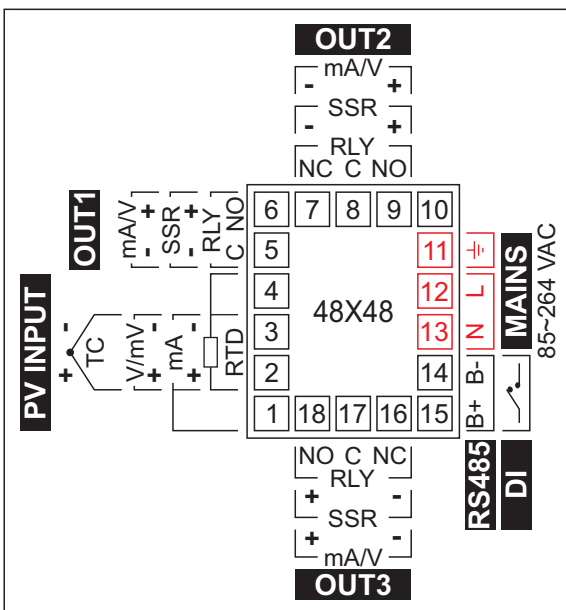 OUT2
mA/V
- +
SSR
- +
RLY
NC C NO
OUT1
mA/V
- +
SSR
- +
RLY
C NO
6 7 8 9 10
5 11
4 12
3 13
2 14
1 18 17 16 15
48X48
L
N
MAINS
85~264 VAC
PV INPUT
- +
TC
V/mV
- +
mA
- +
RTD
B-
B+
RS485
DI
NO C NC
RLY
+ -
SSR
+ -
mA/V
OUT3